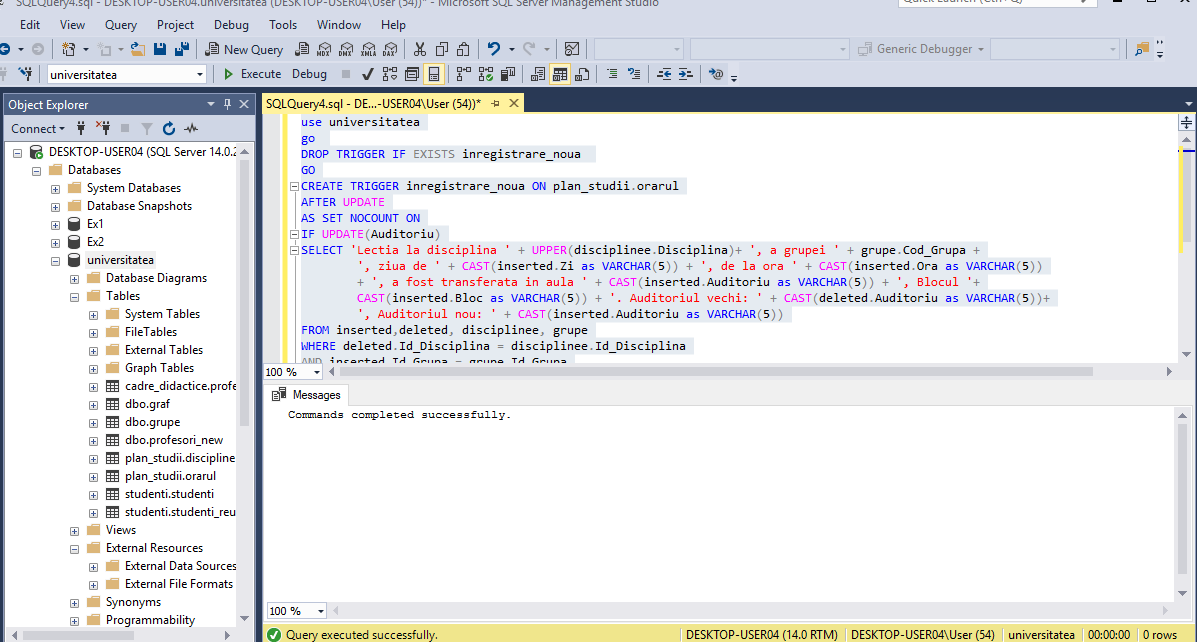 SQLQuery4.sql - DESKTOP-USER04.universitatea (DESKTOP-USER04\User (54))* - Microsoft SQL Server Management Studio
Quick Launch (Ctrl+Q)
Edit View Query Project Debug Tools Window Help
New Query MDX DMX XMLA DAX Generic Debugger
universitatea Execute Debug
Object Explorer
Connect
DESKTOP-USER04 (SQL Server 14.0.2
Databases
System Databases
Database Snapshots
Ex1
Ex2
universitatea
Database Diagrams
Tables
System Tables
FileTables
External Tables
Graph Tables
cadre_didactice.profe
dbo.graf
dbo.grupe
dbo.profesori_new
plan_studii.discipline
plan_studii.orarul
studenti.studenti
studenti.studenti_reu
Views
External Resources
External Data Sources
External File Formats
Synonyms
Programmability
SQLQuery4.sql - DE...-USER04\User (54))*
use universitatea
go
DROP TRIGGER IF EXISTS inregistrare_noua
GO
CREATE TRIGGER inregistrare_noua ON plan_studii.orarul
AFTER UPDATE
AS SET NOCOUNT ON
IF UPDATE(Auditoriu)
SELECT 'Lectia la disciplina ' + UPPER(disciplinee.Disciplina)+ ', a grupei ' + grupe.Cod_Grupa +
', ziua de ' + CAST(inserted.Zi as VARCHAR(5)) + ', de la ora ' + CAST(inserted.Ora as VARCHAR(5))
+ ', a fost transferata in aula ' + CAST(inserted.Auditoriu as VARCHAR(5)) + ', Blocul '+
CAST(inserted.Bloc as VARCHAR(5)) + '. Auditoriul vechi: ' + CAST(deleted.Auditoriu as VARCHAR(5))+
', Auditoriul nou: ' + CAST(inserted.Auditoriu as VARCHAR(5))
FROM inserted,deleted, disciplinee, grupe
WHERE deleted.Id_Disciplina = disciplinee.Id_Disciplina
AND inserted.Id_Grupa = grupe.Id_Grupa
100 %
Messages
Commands completed successfully.
100 %
Query executed successfully. DESKTOP-USER04 (14.0 RTM) DESKTOP-USER04\User (54) universitatea 00:00:00 0 rows